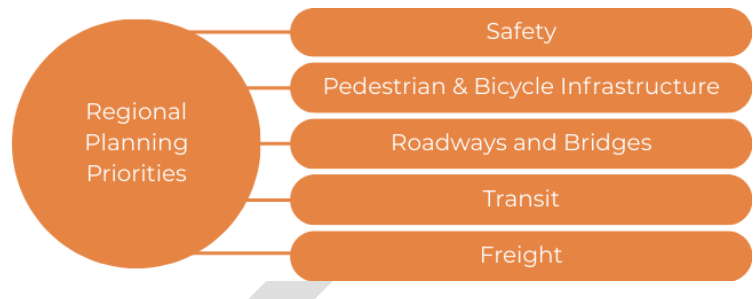 Regional
Planning
Priorities
Safety
Pedestrian & Bicycle Infrastructure
Roadways and Bridges
Transit
Freight